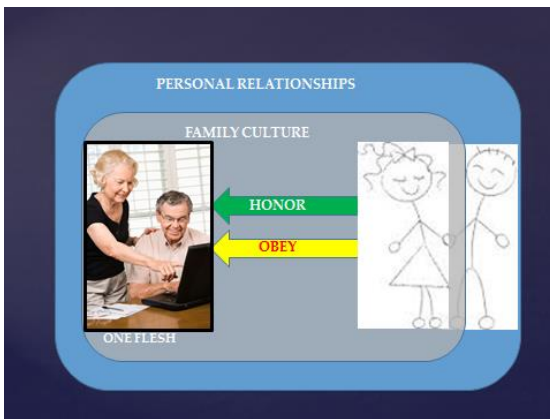 PERSONAL RELATIONSHIPS
FAMILY CULTURE
HONOR
OBEY
ONE FLESH